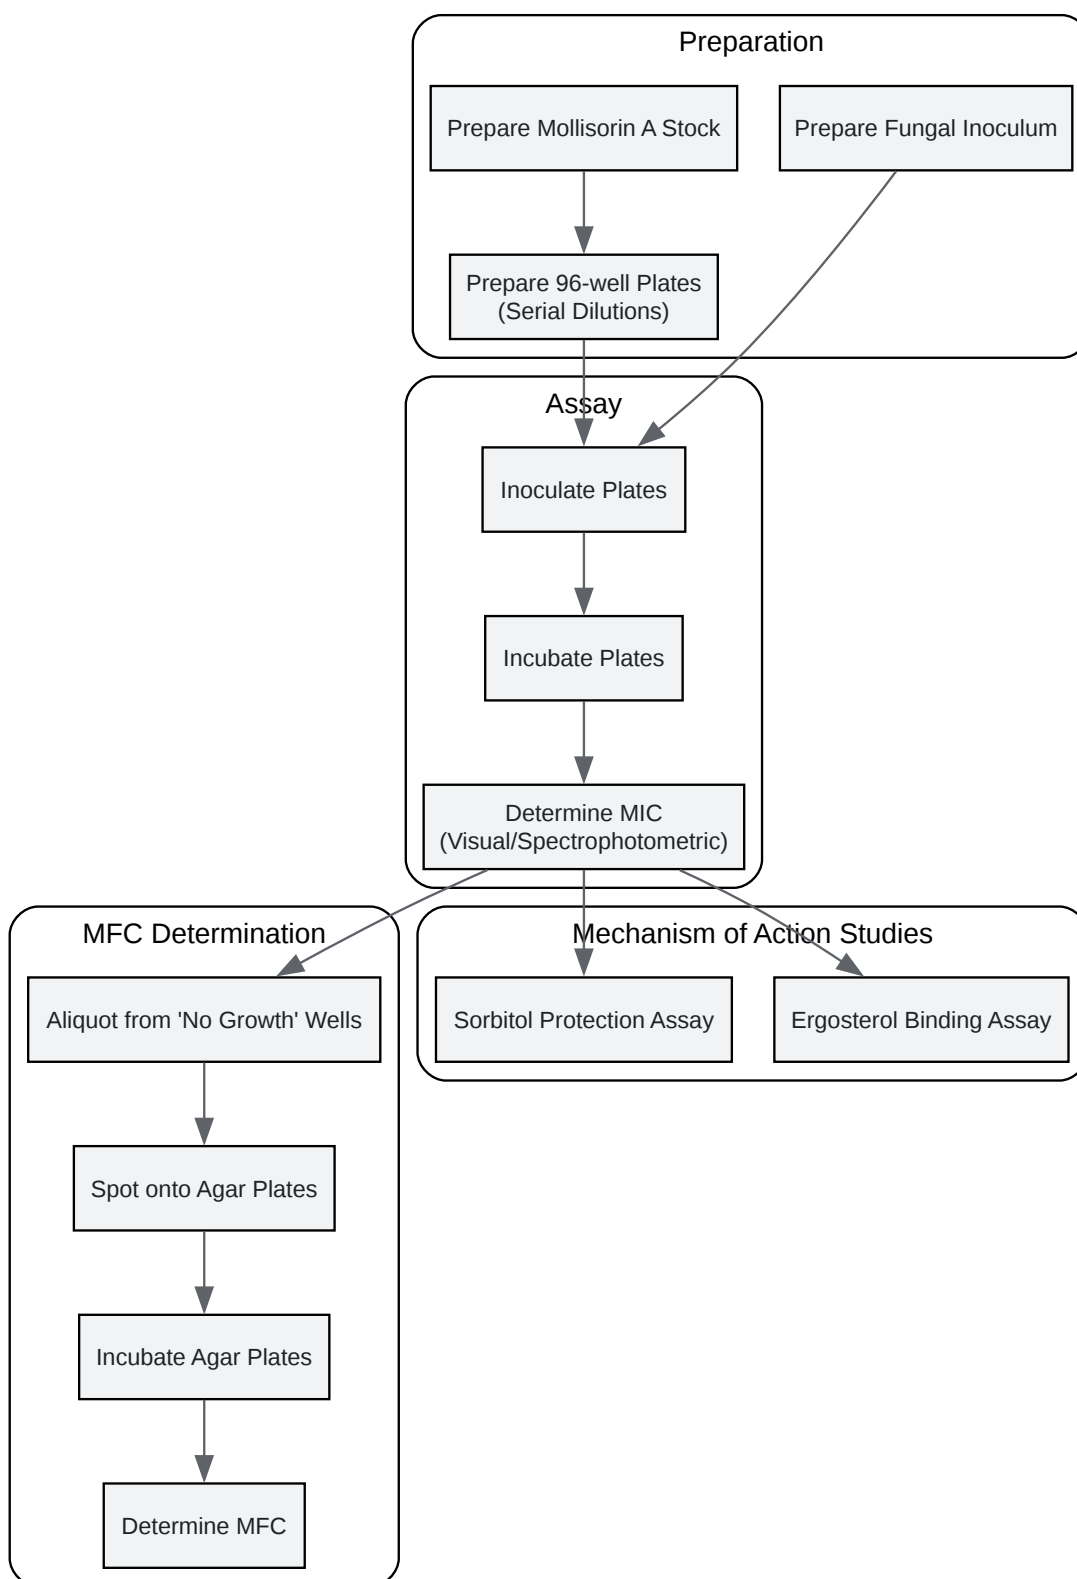 Preparation
Prepare Mollisorin A Stock
Prepare Fungal Inoculum
Prepare 96-well Plates
(Serial Dilutions)
Assay
Inoculate Plates
Incubate Plates
Determine MIC
(Visual/Spectrophotometric)
MFC Determination
Mechanism of Action Studies
Aliquot from 'No Growth' Wells
Sorbitol Protection Assay
Ergosterol Binding Assay
Spot onto Agar Plates
Incubate Agar Plates
Determine MFC